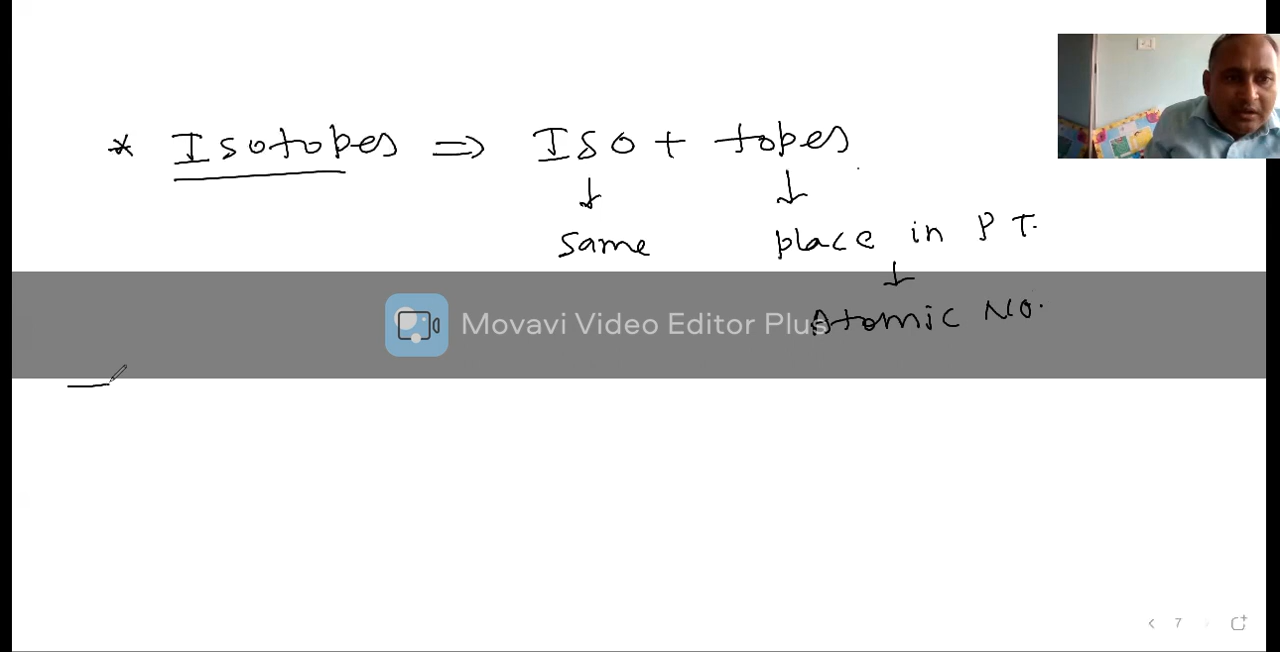 * Isotopes ⇒ Iso + topes
↓ ↓
Same place in P T.
↓
Movavi Video Editor Plus
Atomic No.
7